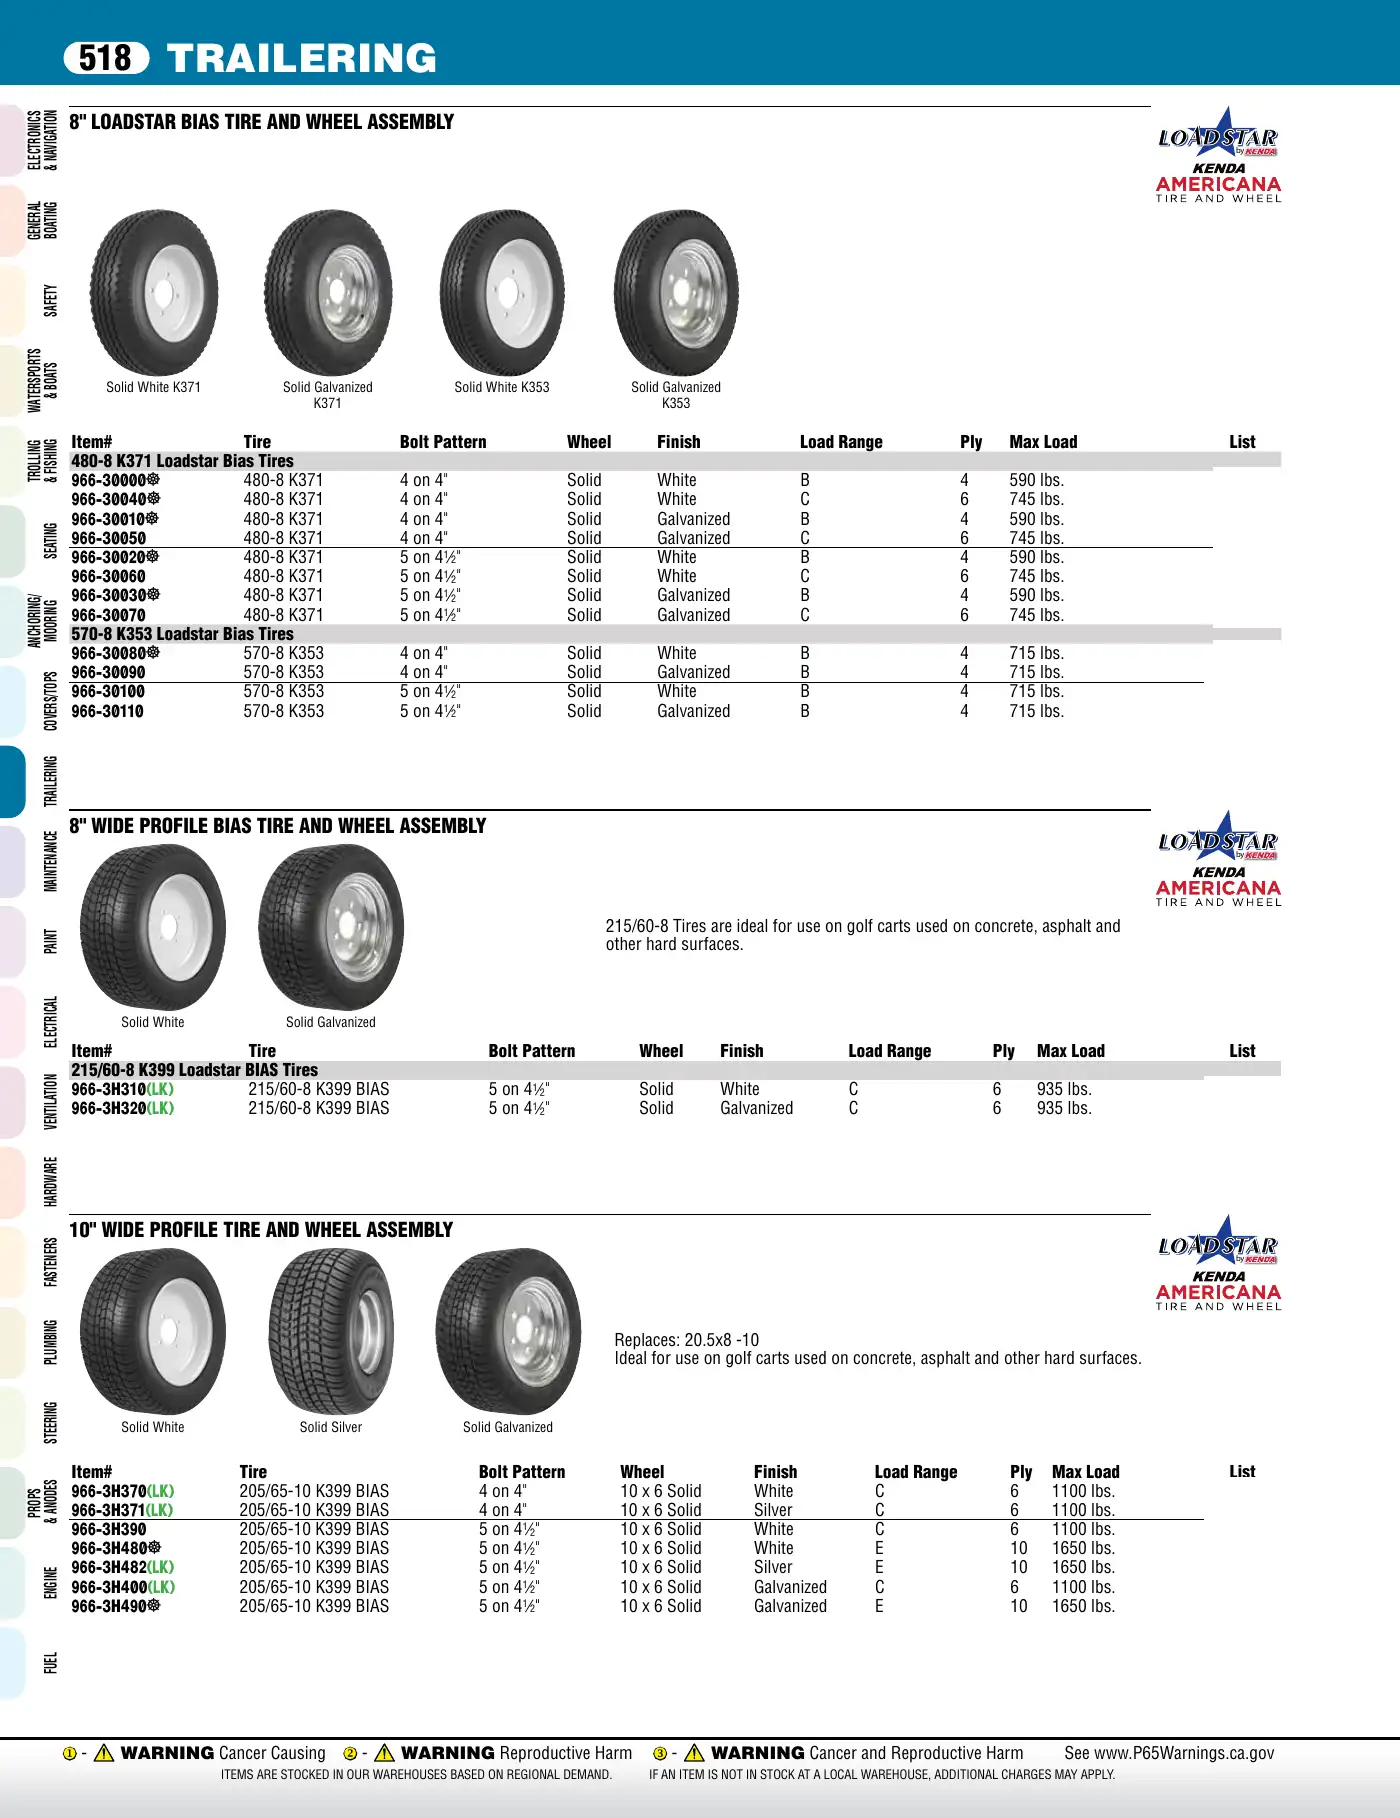 518 TRAILERING
ELECTRONICS & NAVIGATION
GENERAL BOATING
SAFETY
WATERSPORTS & BOATS
TROLLING & FISHING
SEATING
ANCHORING/ MOORING
COVERS/TOPS
TRAILERING
MAINTENANCE
PAINT
ELECTRICAL
VENTILATION
HARDWARE
FASTENERS
PLUMBING
STEERING
PROPS & ANODES
ENGINE
FUEL
8" LOADSTAR BIAS TIRE AND WHEEL ASSEMBLY
LOADSTAR
by KENDA
KENDA
AMERICANA
TIRE AND WHEEL
Solid White K371
Solid Galvanized K371
Solid White K353
Solid Galvanized K353
Item# Tire Bolt Pattern Wheel Finish Load Range Ply Max Load List
480-8 K371 Loadstar Bias Tires
966-30000☸ 480-8 K371 4 on 4" Solid White B 4 590 lbs.
966-30040☸ 480-8 K371 4 on 4" Solid White C 6 745 lbs.
966-30010☸ 480-8 K371 4 on 4" Solid Galvanized B 4 590 lbs.
966-30050 480-8 K371 4 on 4" Solid Galvanized C 6 745 lbs.
966-30020☸ 480-8 K371 5 on 4½" Solid White B 4 590 lbs.
966-30060 480-8 K371 5 on 4½" Solid White C 6 745 lbs.
966-30030☸ 480-8 K371 5 on 4½" Solid Galvanized B 4 590 lbs.
966-30070 480-8 K371 5 on 4½" Solid Galvanized C 6 745 lbs.
570-8 K353 Loadstar Bias Tires
966-30080☸ 570-8 K353 4 on 4" Solid White B 4 715 lbs.
966-30090 570-8 K353 4 on 4" Solid Galvanized B 4 715 lbs.
966-30100 570-8 K353 5 on 4½" Solid White B 4 715 lbs.
966-30110 570-8 K353 5 on 4½" Solid Galvanized B 4 715 lbs.
8" WIDE PROFILE BIAS TIRE AND WHEEL ASSEMBLY
LOADSTAR
by KENDA
KENDA
AMERICANA
TIRE AND WHEEL
215/60-8 Tires are ideal for use on golf carts used on concrete, asphalt and
other hard surfaces.
Solid White
Solid Galvanized
Item# Tire Bolt Pattern Wheel Finish Load Range Ply Max Load List
215/60-8 K399 Loadstar BIAS Tires
966-3H310(LK) 215/60-8 K399 BIAS 5 on 4½" Solid White C 6 935 lbs.
966-3H320(LK) 215/60-8 K399 BIAS 5 on 4½" Solid Galvanized C 6 935 lbs.
10" WIDE PROFILE TIRE AND WHEEL ASSEMBLY
LOADSTAR
by KENDA
KENDA
AMERICANA
TIRE AND WHEEL
Replaces: 20.5x8 -10
Ideal for use on golf carts used on concrete, asphalt and other hard surfaces.
Solid White
Solid Silver
Solid Galvanized
Item# Tire Bolt Pattern Wheel Finish Load Range Ply Max Load List
966-3H370(LK) 205/65-10 K399 BIAS 4 on 4" 10 x 6 Solid White C 6 1100 lbs.
966-3H371(LK) 205/65-10 K399 BIAS 4 on 4" 10 x 6 Solid Silver C 6 1100 lbs.
966-3H390 205/65-10 K399 BIAS 5 on 4½" 10 x 6 Solid White C 6 1100 lbs.
966-3H480☸ 205/65-10 K399 BIAS 5 on 4½" 10 x 6 Solid White E 10 1650 lbs.
966-3H482(LK) 205/65-10 K399 BIAS 5 on 4½" 10 x 6 Solid Silver E 10 1650 lbs.
966-3H400(LK) 205/65-10 K399 BIAS 5 on 4½" 10 x 6 Solid Galvanized C 6 1100 lbs.
966-3H490☸ 205/65-10 K399 BIAS 5 on 4½" 10 x 6 Solid Galvanized E 10 1650 lbs.
1 - ⚠ WARNING Cancer Causing 2 - ⚠ WARNING Reproductive Harm 3 - ⚠ WARNING Cancer and Reproductive Harm See www.P65Warnings.ca.gov
ITEMS ARE STOCKED IN OUR WAREHOUSES BASED ON REGIONAL DEMAND. IF AN ITEM IS NOT IN STOCK AT A LOCAL WAREHOUSE, ADDITIONAL CHARGES MAY APPLY.